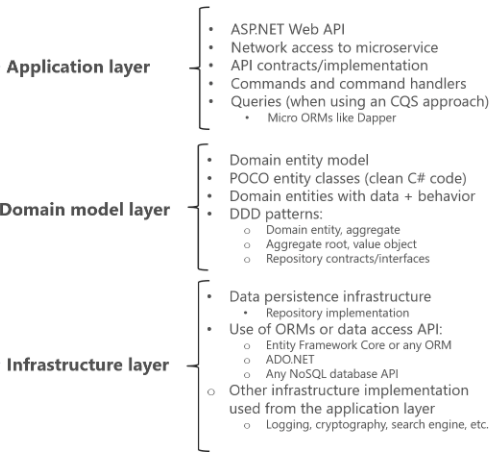 Application layer
• ASP.NET Web API
• Network access to microservice
• API contracts/implementation
• Commands and command handlers
• Queries (when using an CQS approach)
• Micro ORMs like Dapper
Domain model layer
• Domain entity model
• POCO entity classes (clean C# code)
• Domain entities with data + behavior
• DDD patterns:
o Domain entity, aggregate
o Aggregate root, value object
o Repository contracts/interfaces
Infrastructure layer
• Data persistence infrastructure
• Repository implementation
• Use of ORMs or data access API:
o Entity Framework Core or any ORM
o ADO.NET
o Any NoSQL database API
o Other infrastructure implementation
used from the application layer
o Logging, cryptography, search engine, etc.